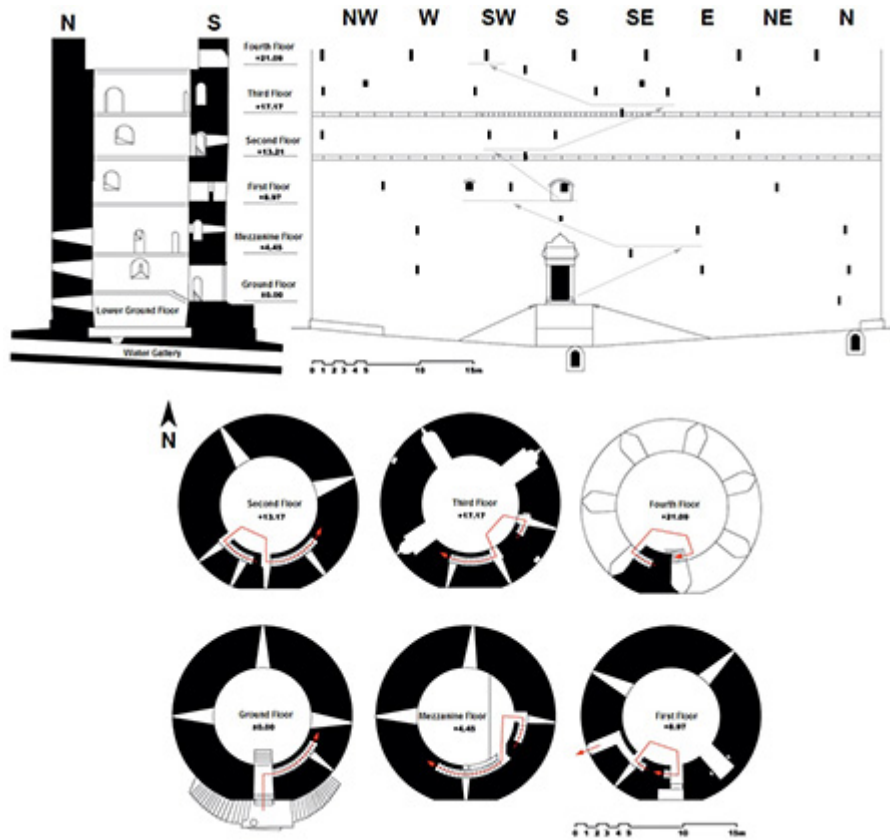 N
S
NW W SW S SE E NE N
Fourth Floor
+21.09
Third Floor
+17.17
Second Floor
+13.21
First Floor
+8.97
Mezzanine Floor
+4.45
Ground Floor
±0.00
Lower Ground Floor
Water Gallery
0 1 2 3 4 5 10 15m
N
Second Floor
+13.17
Third Floor
+17.17
Fourth Floor
+21.09
Ground Floor
±0.00
Mezzanine Floor
+4.45
First Floor
+8.97
0 1 2 3 4 5 10 15m